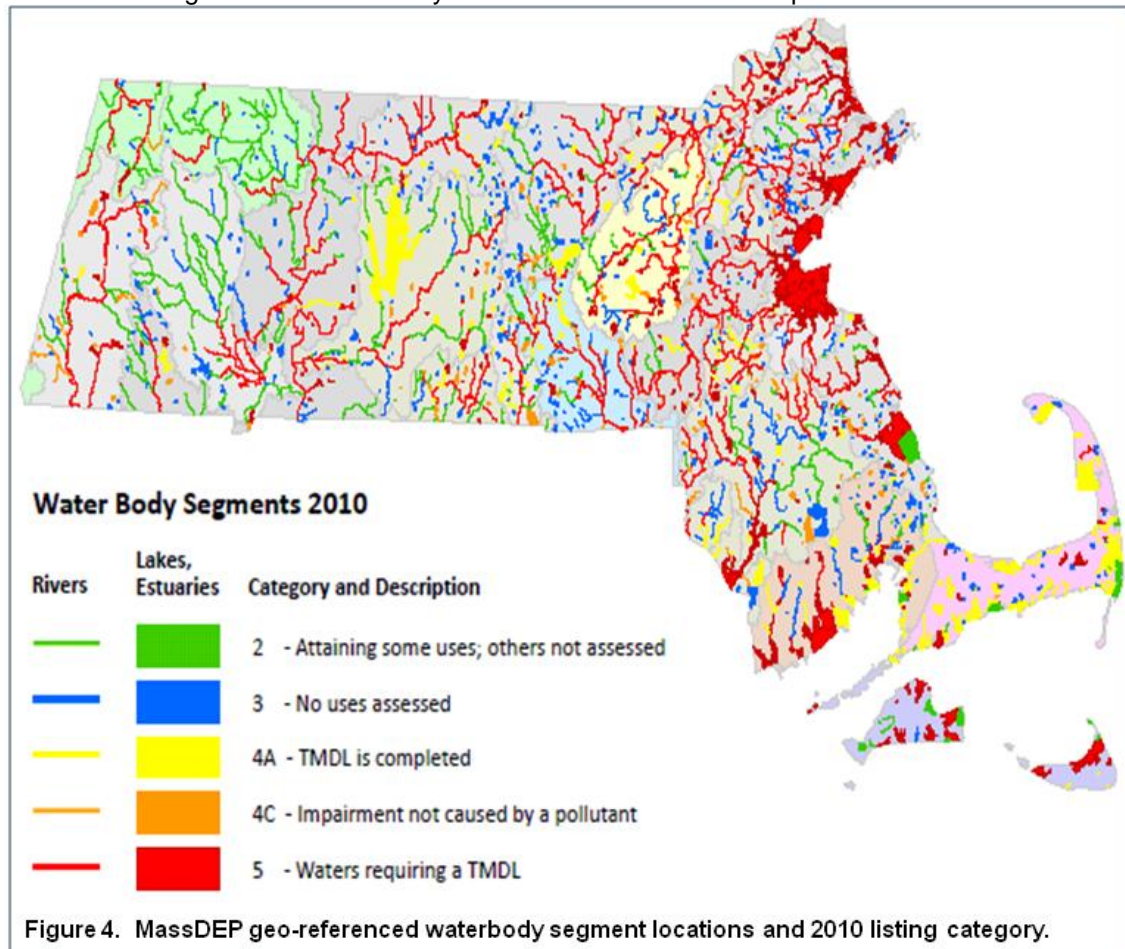 Water Body Segments 2010
Rivers
Lakes,
Estuaries
Category and Description
2 - Attaining some uses; others not assessed
3 - No uses assessed
4A - TMDL is completed
4C - Impairment not caused by a pollutant
5 - Waters requiring a TMDL
Figure 4. MassDEP geo-referenced waterbody segment locations and 2010 listing category.